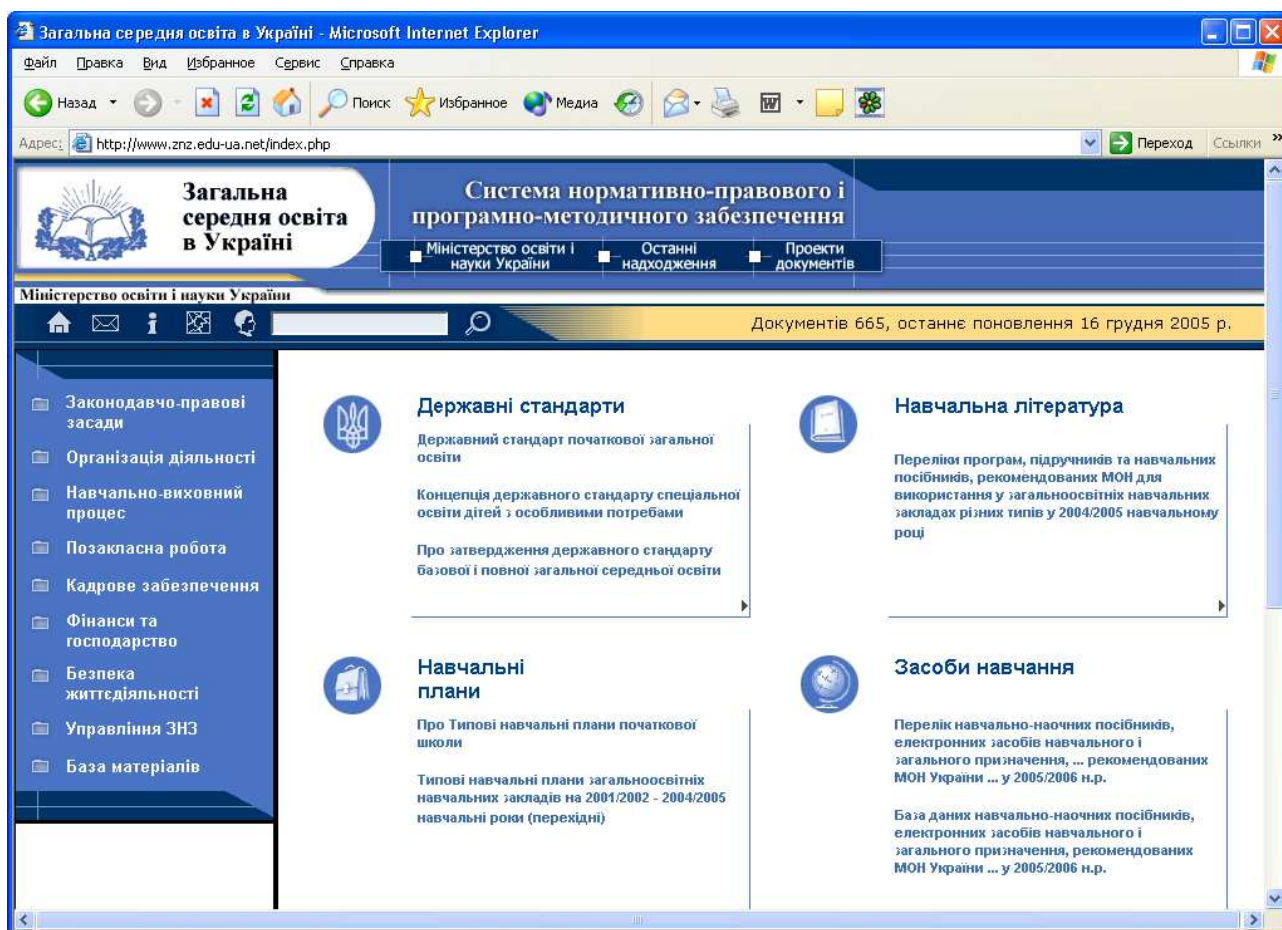 Загальна середня освіта в Україні - Microsoft Internet Explorer
Файл Правка Вид Избранное Сервис Справка
Назад Поиск Избранное Медиа
Адрес: http://www.znz.edu-ua.net/index.php Переход Ссылки »
Загальна
середня освіта
в Україні
Система нормативно-правового і
програмно-методичного забезпечення
Міністерство освіти і
науки України
Останні
надходження
Проекти
документів
Міністерство освіти і науки України
Документів 665, останнє поновлення 16 грудня 2005 р.
Законодавчо-правові
засади
Організація діяльності
Навчально-виховний
процес
Позакласна робота
Кадрове забезпечення
Фінанси та
господарство
Безпека
життєдіяльності
Управління ЗНЗ
База матеріалів
Державні стандарти
Державний стандарт початкової загальної
освіти
Концепція державного стандарту спеціальної
освіти дітей з особливими потребами
Про затвердження державного стандарту
базової і повної загальної середньої освіти
Навчальна література
Переліки програм, підручників та навчальних
посібників, рекомендованих МОН для
використання у загальноосвітніх навчальних
закладах різних типів у 2004/2005 навчальному
році
Навчальні
плани
Про Типові навчальні плани початкової
школи
Типові навчальні плани загальноосвітніх
навчальних закладів на 2001/2002 - 2004/2005
навчальні роки (перехідні)
Засоби навчання
Перелік навчально-наочних посібників,
електронних засобів навчального і
загального призначення, ... рекомендованих
МОН України ... у 2005/2006 н.р.
База даних навчально-наочних посібників,
електронних засобів навчального і
загального призначення, рекомендованих
МОН України ... у 2005/2006 н.р.